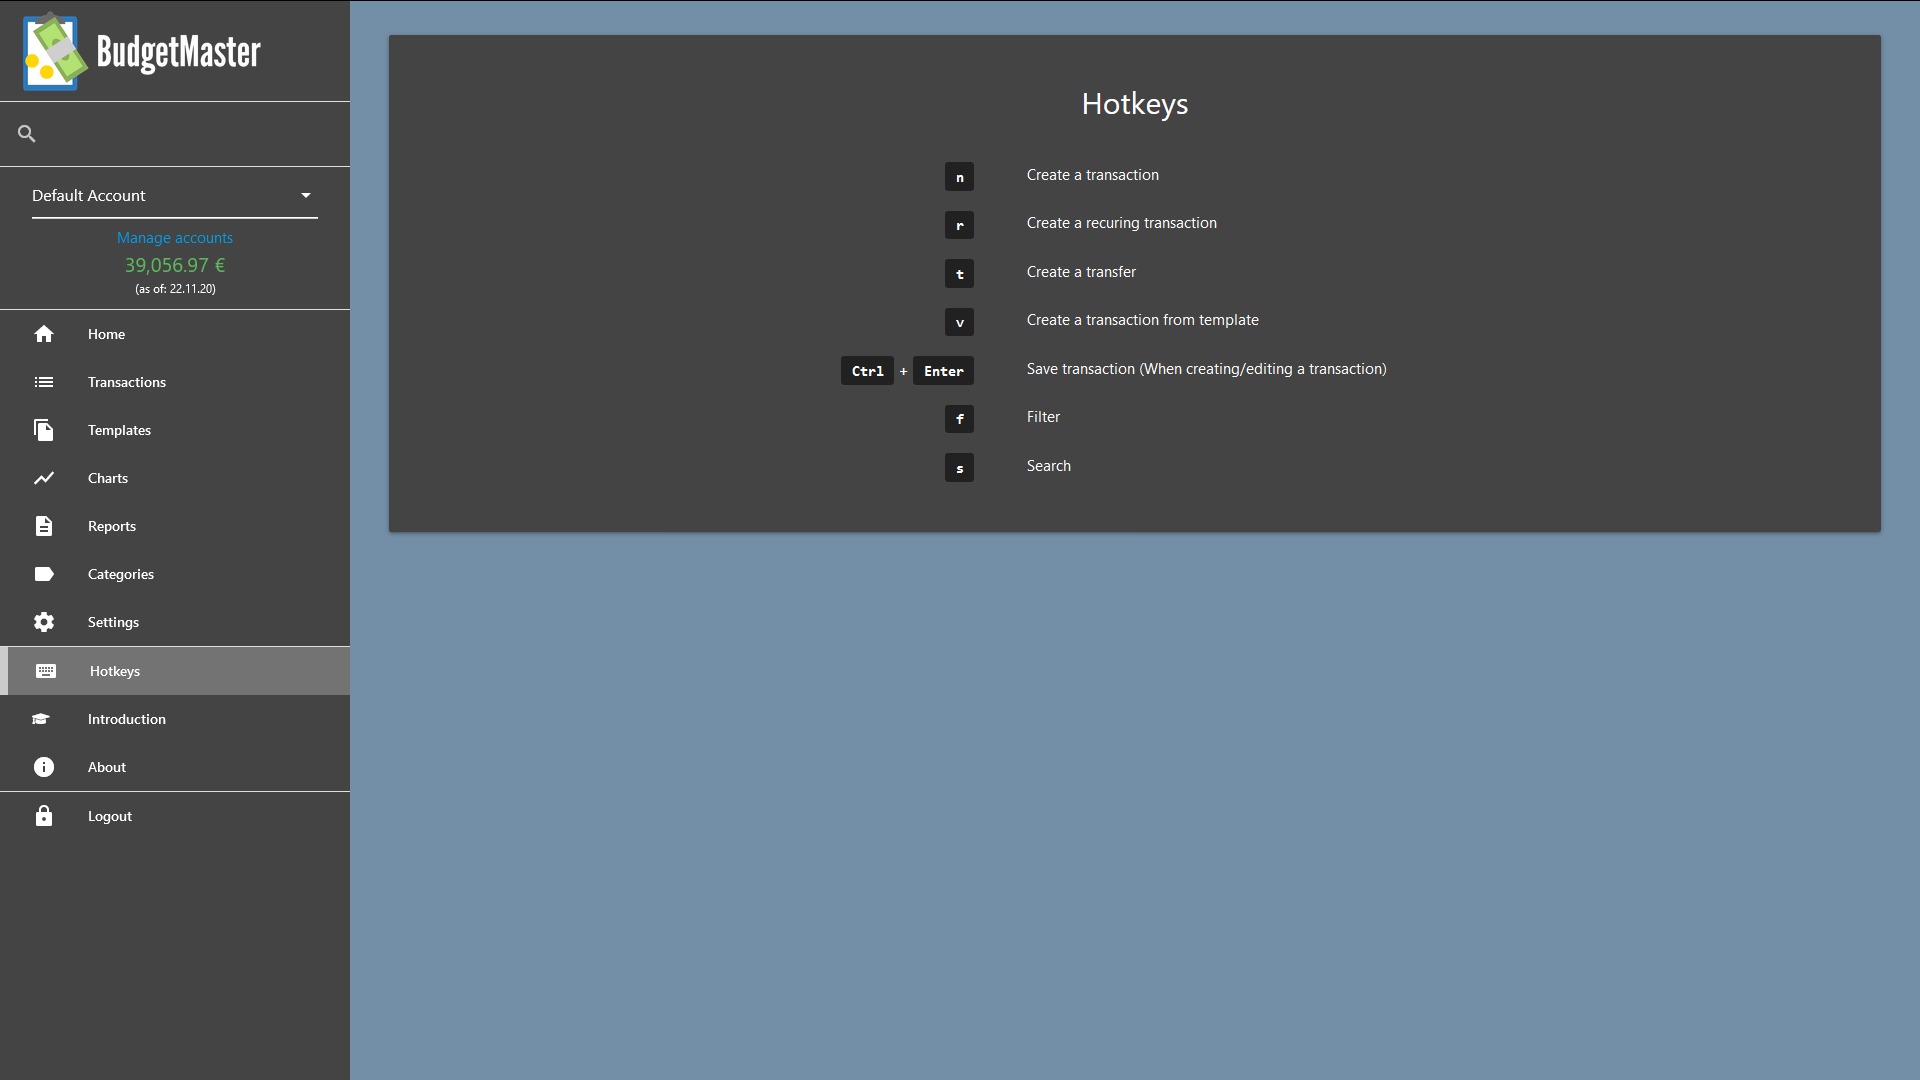 BudgetMaster
Default Account
Manage accounts
39,056.97 €
(as of: 22.11.20)
Home
Transactions
Templates
Charts
Reports
Categories
Settings
Hotkeys
Introduction
About
Logout
Hotkeys
n Create a transaction
r Create a recuring transaction
t Create a transfer
v Create a transaction from template
Ctrl + Enter Save transaction (When creating/editing a transaction)
f Filter
s Search